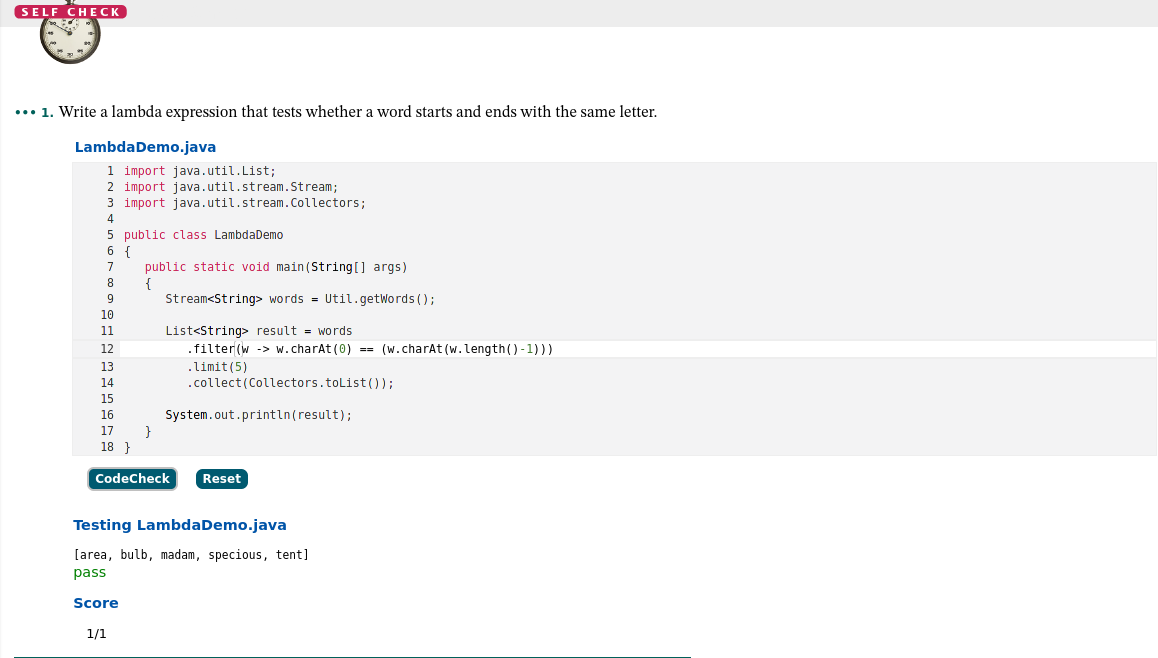 SELF CHECK
••• 1. Write a lambda expression that tests whether a word starts and ends with the same letter.
LambdaDemo.java
1 import java.util.List;
2 import java.util.stream.Stream;
3 import java.util.stream.Collectors;
4
5 public class LambdaDemo
6 {
7    public static void main(String[] args)
8    {
9       Stream<String> words = Util.getWords();
10
11       List<String> result = words
12          .filter(w -> w.charAt(0) == (w.charAt(w.length()-1)))
13          .limit(5)
14          .collect(Collectors.toList());
15
16       System.out.println(result);
17    }
18 }
CodeCheck Reset
Testing LambdaDemo.java
[area, bulb, madam, specious, tent]
pass
Score
1/1